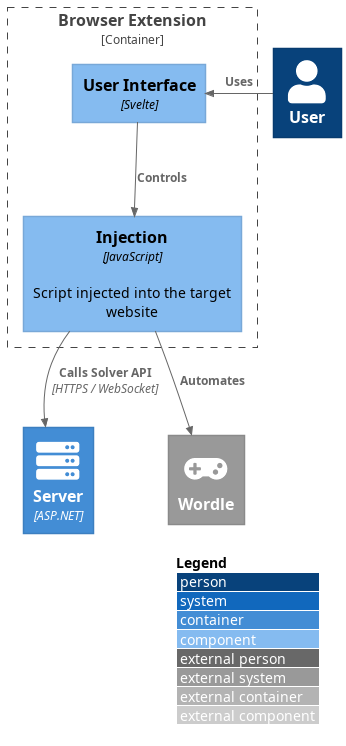 Browser Extension
[Container]
User Interface
[Svelte]
Uses
User
Controls
Injection
[JavaScript]
Script injected into the target
website
Calls Solver API
[HTTPS / WebSocket]
Automates
Server
[ASP.NET]
Wordle
Legend
person
system
container
component
external person
external system
external container
external component